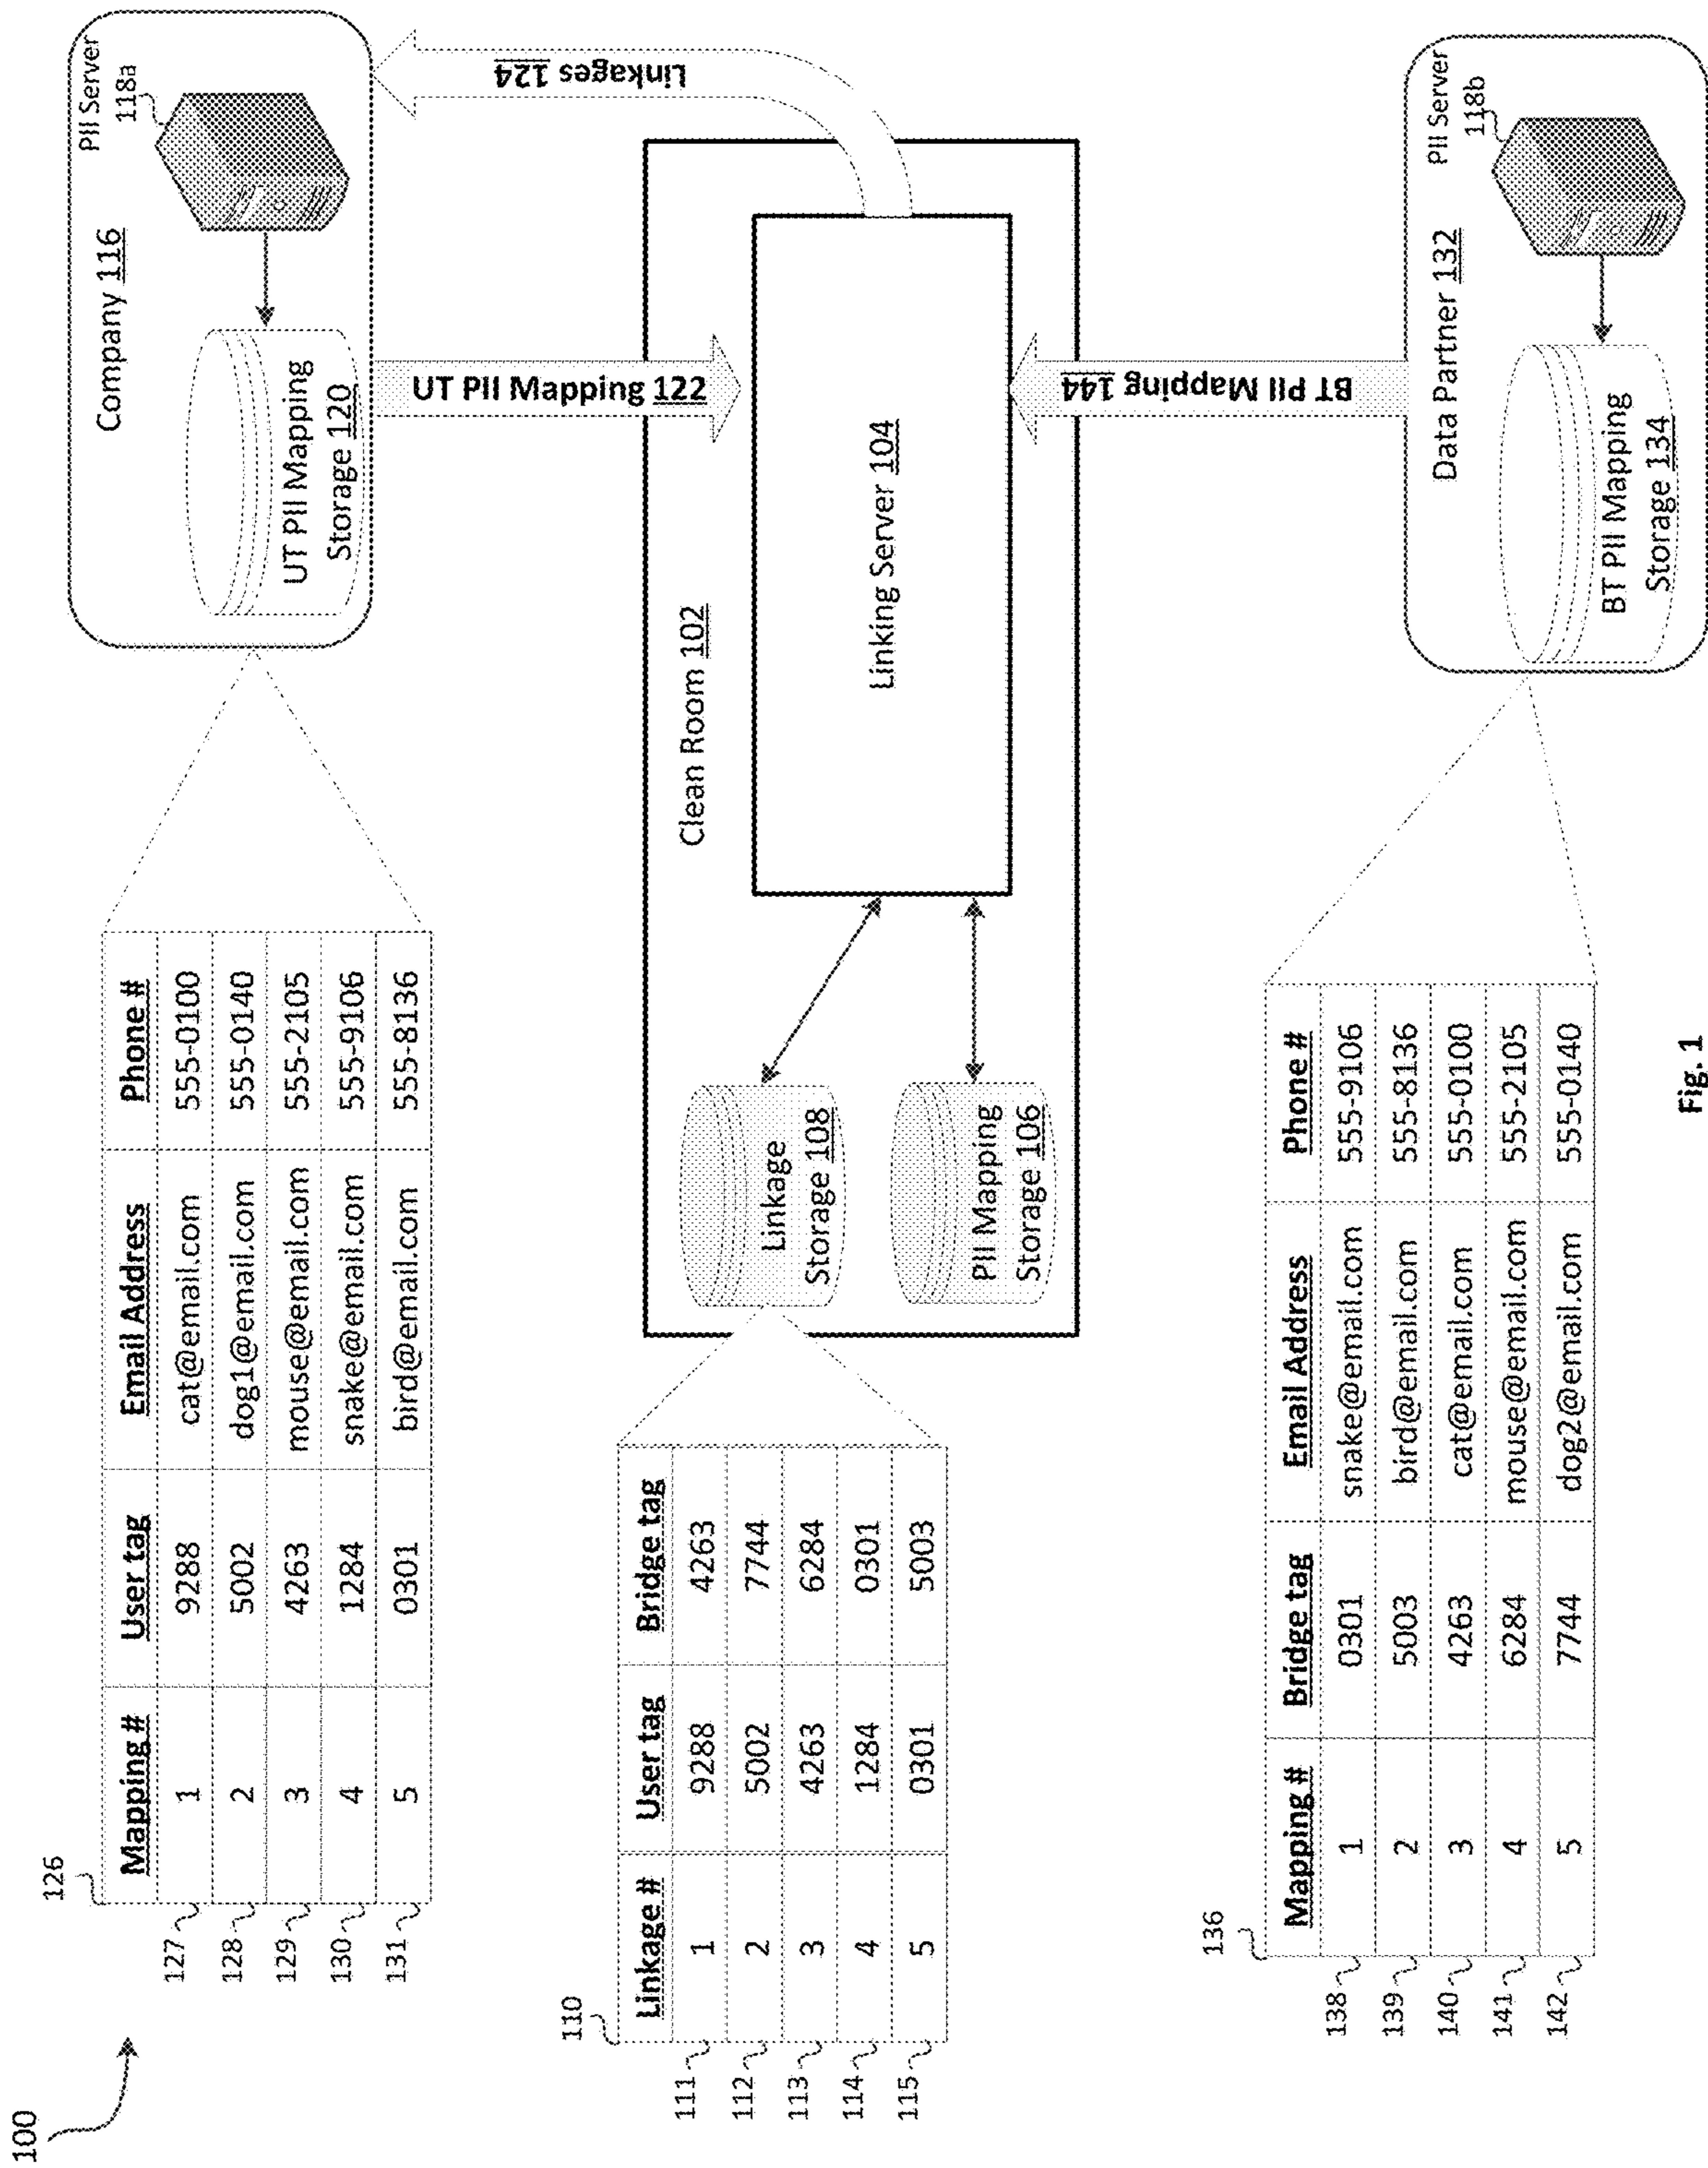 100
126
Mapping # User tag Email Address Phone #
127 1 9288 cat@email.com 555-0100
128 2 5002 dog1@email.com 555-0140
129 3 4263 mouse@email.com 555-2105
130 4 1284 snake@email.com 555-9106
131 5 0301 bird@email.com 555-8136
Company 116
PII Server
118a
UT PII Mapping
Storage 120
UT PII Mapping 122
Linkages 124
110
Linkage # User tag Bridge tag
111 1 9288 4263
112 2 5002 7744
113 3 4263 6284
114 4 1284 0301
115 5 0301 5003
Clean Room 102
Linkage
Storage 108
PII Mapping
Storage 106
Linking Server 104
BT PII Mapping 144
136
Mapping # Bridge tag Email Address Phone #
138 1 0301 snake@email.com 555-9106
139 2 5003 bird@email.com 555-8136
140 3 4263 cat@email.com 555-0100
141 4 6284 mouse@email.com 555-2105
142 5 7744 dog2@email.com 555-0140
Data Partner 132
PII Server
118b
BT PII Mapping
Storage 134
Fig. 1